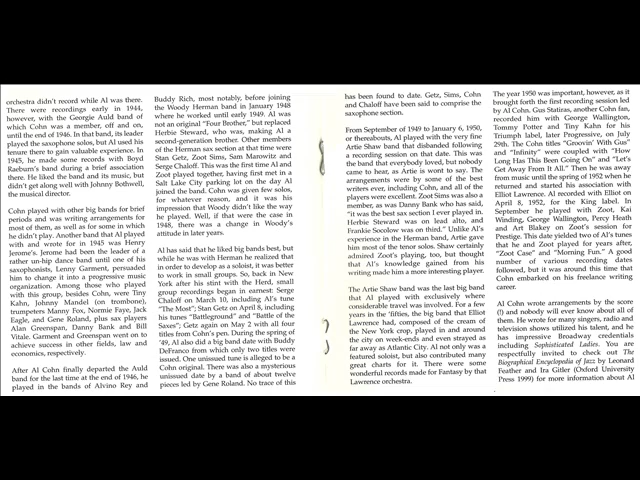 orchestra didn't record while Al was there.
There were recordings early in 1944,
however, with the Georgie Auld band of
which Cohn was a member, off and on,
until the end of 1946. In that band, its leader
played the saxophone solos, but Al used his
tenure there to gain valuable experience. In
1945, he made some records with Boyd
Raeburn's band during a brief association
there. He liked the band and its music, but
didn't get along well with Johnny Bothwell,
the musical director.
Cohn played with other big bands for brief
periods and was writing arrangements for
most of them, as well as for some in which
he didn't play. Another band that Al played
with and wrote for in 1945 was Henry
Jerome's. Jerome had been the leader of a
rather un-hip dance band until one of his
saxophonists, Lenny Garment, persuaded
him to change it into a progressive music
organization. Among those who played
with this group, besides Cohn, were Tiny
Kahn, Johnny Mandel (on trombone),
trumpeters Manny Fox, Normie Faye, Jack
Eagle, and Gene Roland, plus sax players
Alan Greenspan, Danny Bank and Bill
Vitale. Garment and Greenspan went on to
achieve success in other fields, law and
economics, respectively.
After Al Cohn finally departed the Auld
band for the last time at the end of 1946, he
played in the bands of Alvino Rey and
Buddy Rich, most notably, before joining
the Woody Herman band in January 1948
where he worked until early 1949. Al was
not an original "Four Brother," but replaced
Herbie Steward, who was, making Al a
second-generation brother. Other members
of the Herman sax section at that time were
Stan Getz, Zoot Sims, Sam Marowitz and
Serge Chaloff. This was the first time Al and
Zoot played together, having first met in a
Salt Lake City parking lot on the day Al
joined the band. Cohn was given few solos,
for whatever reason, and it was his
impression that Woody didn't like the way
he played. Well, if that were the case in
1948, there was a change in Woody's
attitude in later years.
Al has said that he liked big bands best, but
while he was with Herman he realized that
in order to develop as a soloist, it was better
to work in small groups. So, back in New
York after his stint with the Herd, small
group recordings began in earnest: Serge
Chaloff on March 10, including Al's tune
"The Most"; Stan Getz on April 8, including
his tunes "Battleground" and "Battle of the
Saxes"; Getz again on May 2 with all four
titles from Cohn's pen. During the spring of
'49, Al also did a big band date with Buddy
DeFranco from which only two titles were
issued. One unissued tune is alleged to be a
Cohn original. There was also a mysterious
unissued date by a band of about twelve
pieces led by Gene Roland. No trace of this
has been found to date. Getz, Sims, Cohn
and Chaloff have been said to comprise the
saxophone section.
From September of 1949 to January 6, 1950,
or thereabouts, Al played with the very fine
Artie Shaw band that disbanded following
a recording session on that date. This was
the band that everybody loved, but nobody
came to hear, as Artie is wont to say. The
arrangements were by some of the best
writers ever, including Cohn, and all of the
players were excellent. Zoot Sims was also a
member, as was Danny Bank who has said,
"it was the best sax section I ever played in.
Herbie Steward was on lead alto, and
Frankie Socolow was on third." Unlike Al's
experience in the Herman band, Artie gave
him most of the tenor solos. Shaw certainly
admired Zoot's playing, too, but thought
that Al's knowledge gained from his
writing made him a more interesting player.
The Artie Shaw band was the last big band
that Al played with exclusively where
considerable travel was involved. For a few
years in the 'fifties, the big band that Elliot
Lawrence had, composed of the cream of
the New York crop, played in and around
the city on week-ends and even strayed as
far away as Atlantic City. Al not only was a
featured soloist, but also contributed many
great charts for it. There were some
wonderful records made for Fantasy by that
Lawrence orchestra.
The year 1950 was important, however, as it
brought forth the first recording session led
by Al Cohn. Gus Statiras, another Cohn fan,
recorded him with George Wallington,
Tommy Potter and Tiny Kahn for his
Triumph label, later Progressive, on July
29th. The Cohn titles "Groovin' With Gus"
and "Infinity" were coupled with "How
Long Has This Been Going On" and "Let's
Get Away From It All." Then he was away
from music until the spring of 1952 when he
returned and started his association with
Elliot Lawrence. Al recorded with Elliot on
April 8, 1952, for the King label. In
September he played with Zoot, Kai
Winding, George Wallington, Percy Heath
and Art Blakey on Zoot's session for
Prestige. This date yielded two of Al's tunes
that he and Zoot played for years after,
"Zoot Case" and "Morning Fun." A good
number of various recording dates
followed, but it was around this time that
Cohn embarked on his freelance writing
career.
Al Cohn wrote arrangements by the score
(!) and nobody will ever know about all of
them. He wrote for many singers, radio and
television shows utilized his talent, and he
has impressive Broadway credentials
including Sophisticated Ladies. You are
respectfully invited to check out The
Biographical Encyclopedia of Jazz by Leonard
Feather and Ira Gitler (Oxford University
Press 1999) for more information about Al